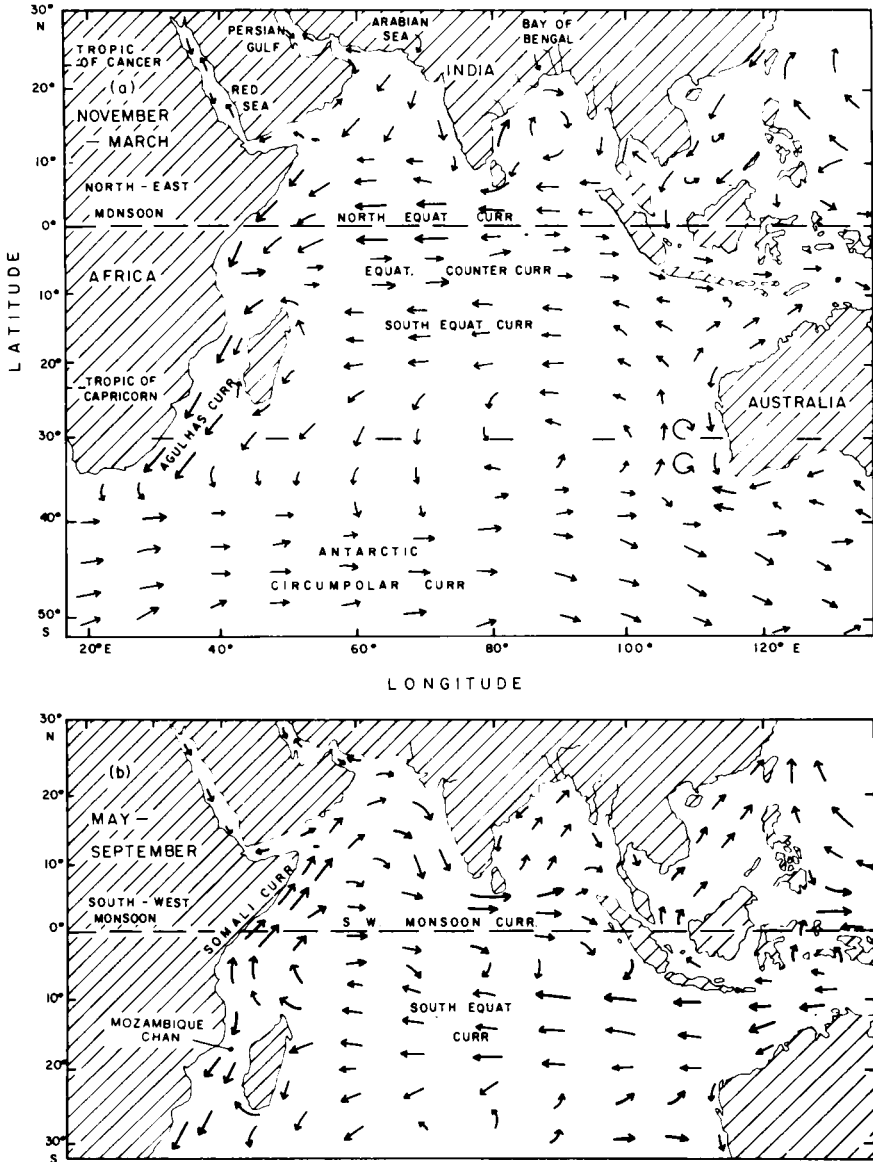 30°
N
PERSIAN
GULF
ARABIAN
SEA
BAY OF
BENGAL
TROPIC
OF CANCER
INDIA
20°
(a)
RED
SEA
NOVEMBER
— MARCH
10°
NORTH - EAST
MONSOON
NORTH EQUAT CURR
0°
AFRICA
EQUAT. COUNTER CURR
10°
SOUTH EQUAT CURR
LATITUDE
20°
TROPIC OF
CAPRICORN
AGULHAS CURR
AUSTRALIA
30°
40°
ANTARCTIC
CIRCUMPOLAR CURR
50°
S
20°E 40° 60° 80° 100° 120° E
LONGITUDE
30°
N
(b)
20°
MAY—
SEPTEMBER
10°
SOUTH - WEST
MONSOON
SOMALI CURR
S W MONSOON CURR
0°
10°
SOUTH EQUAT
CURR
MOZAMBIQUE
CHAN
20°
30°
S